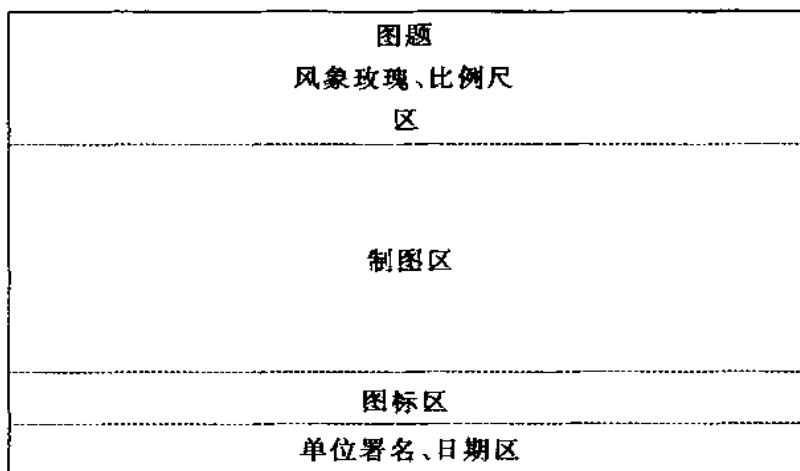 图题
风象玫瑰、比例尺
区
制图区
图标区
单位署名、日期区